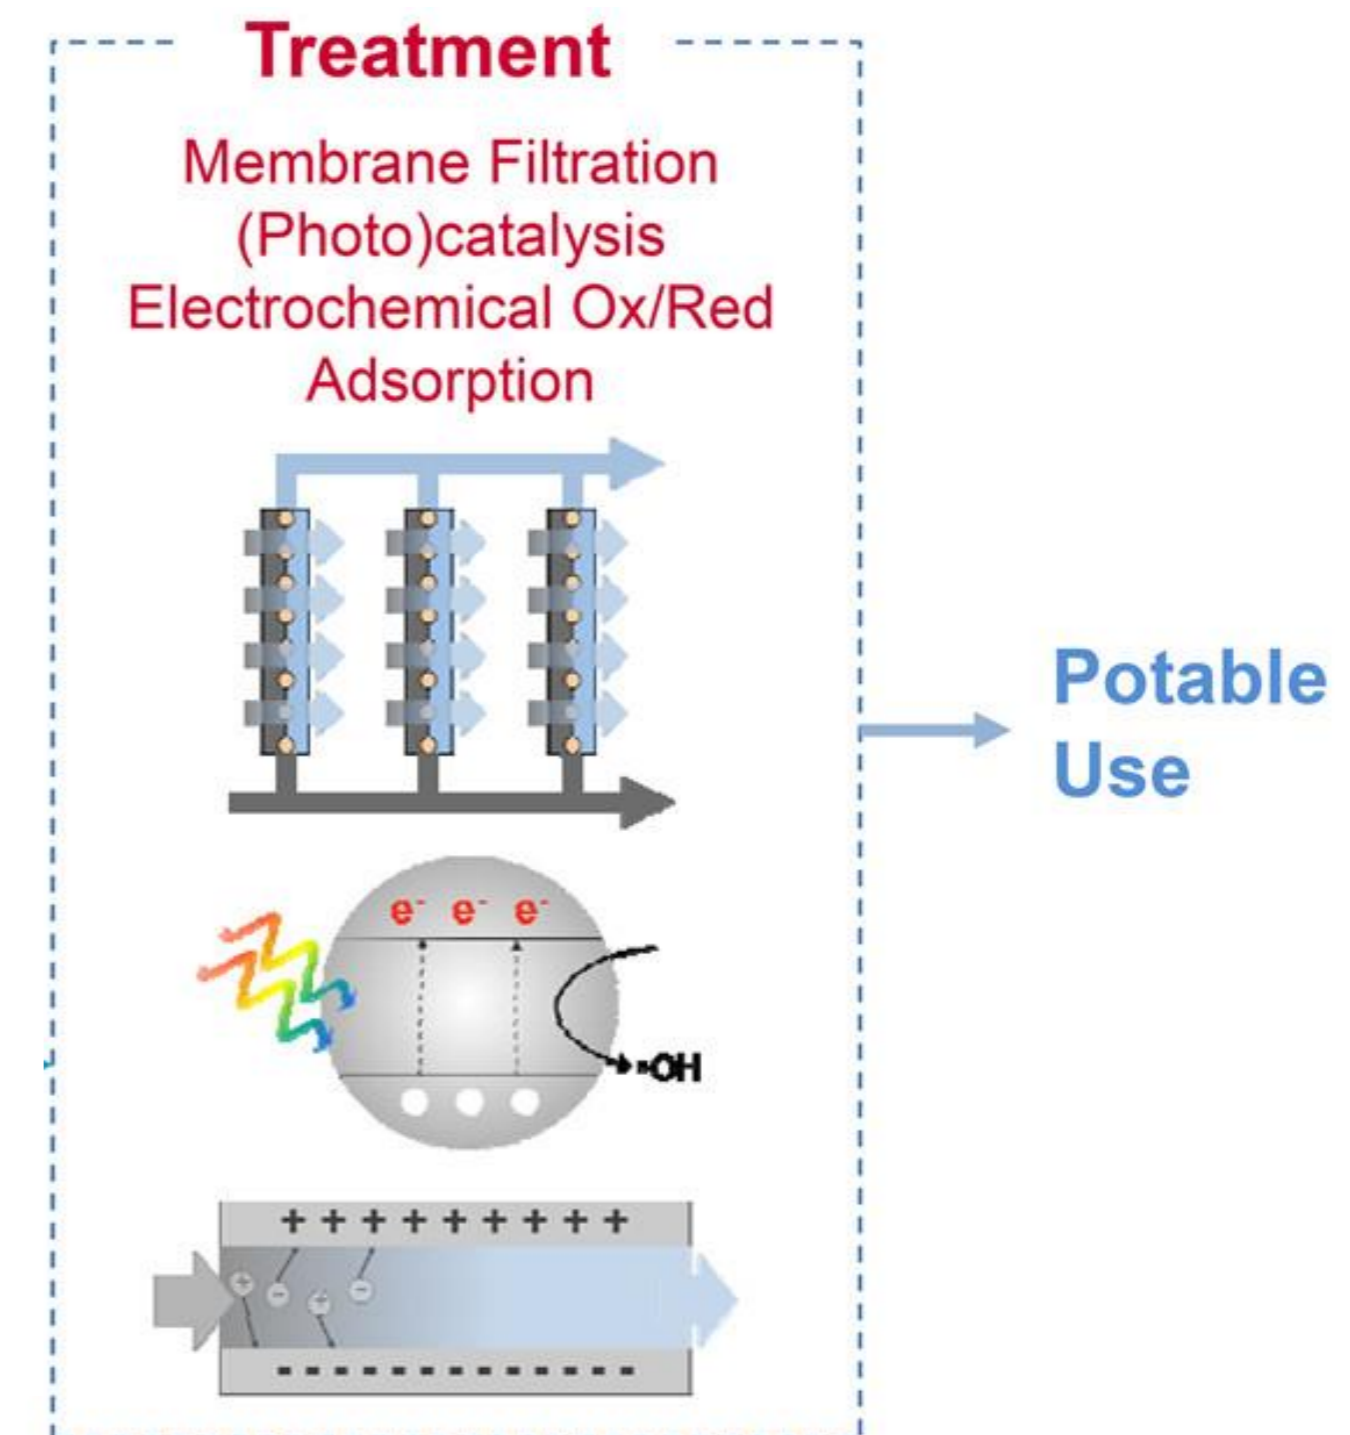 Treatment
Membrane Filtration
(Photo)catalysis
Electrochemical Ox/Red
Adsorption
Potable
Use
e- e- e-
•OH
+ + + + + + + + +
+ - + -
- - - - - - - - - - - - -